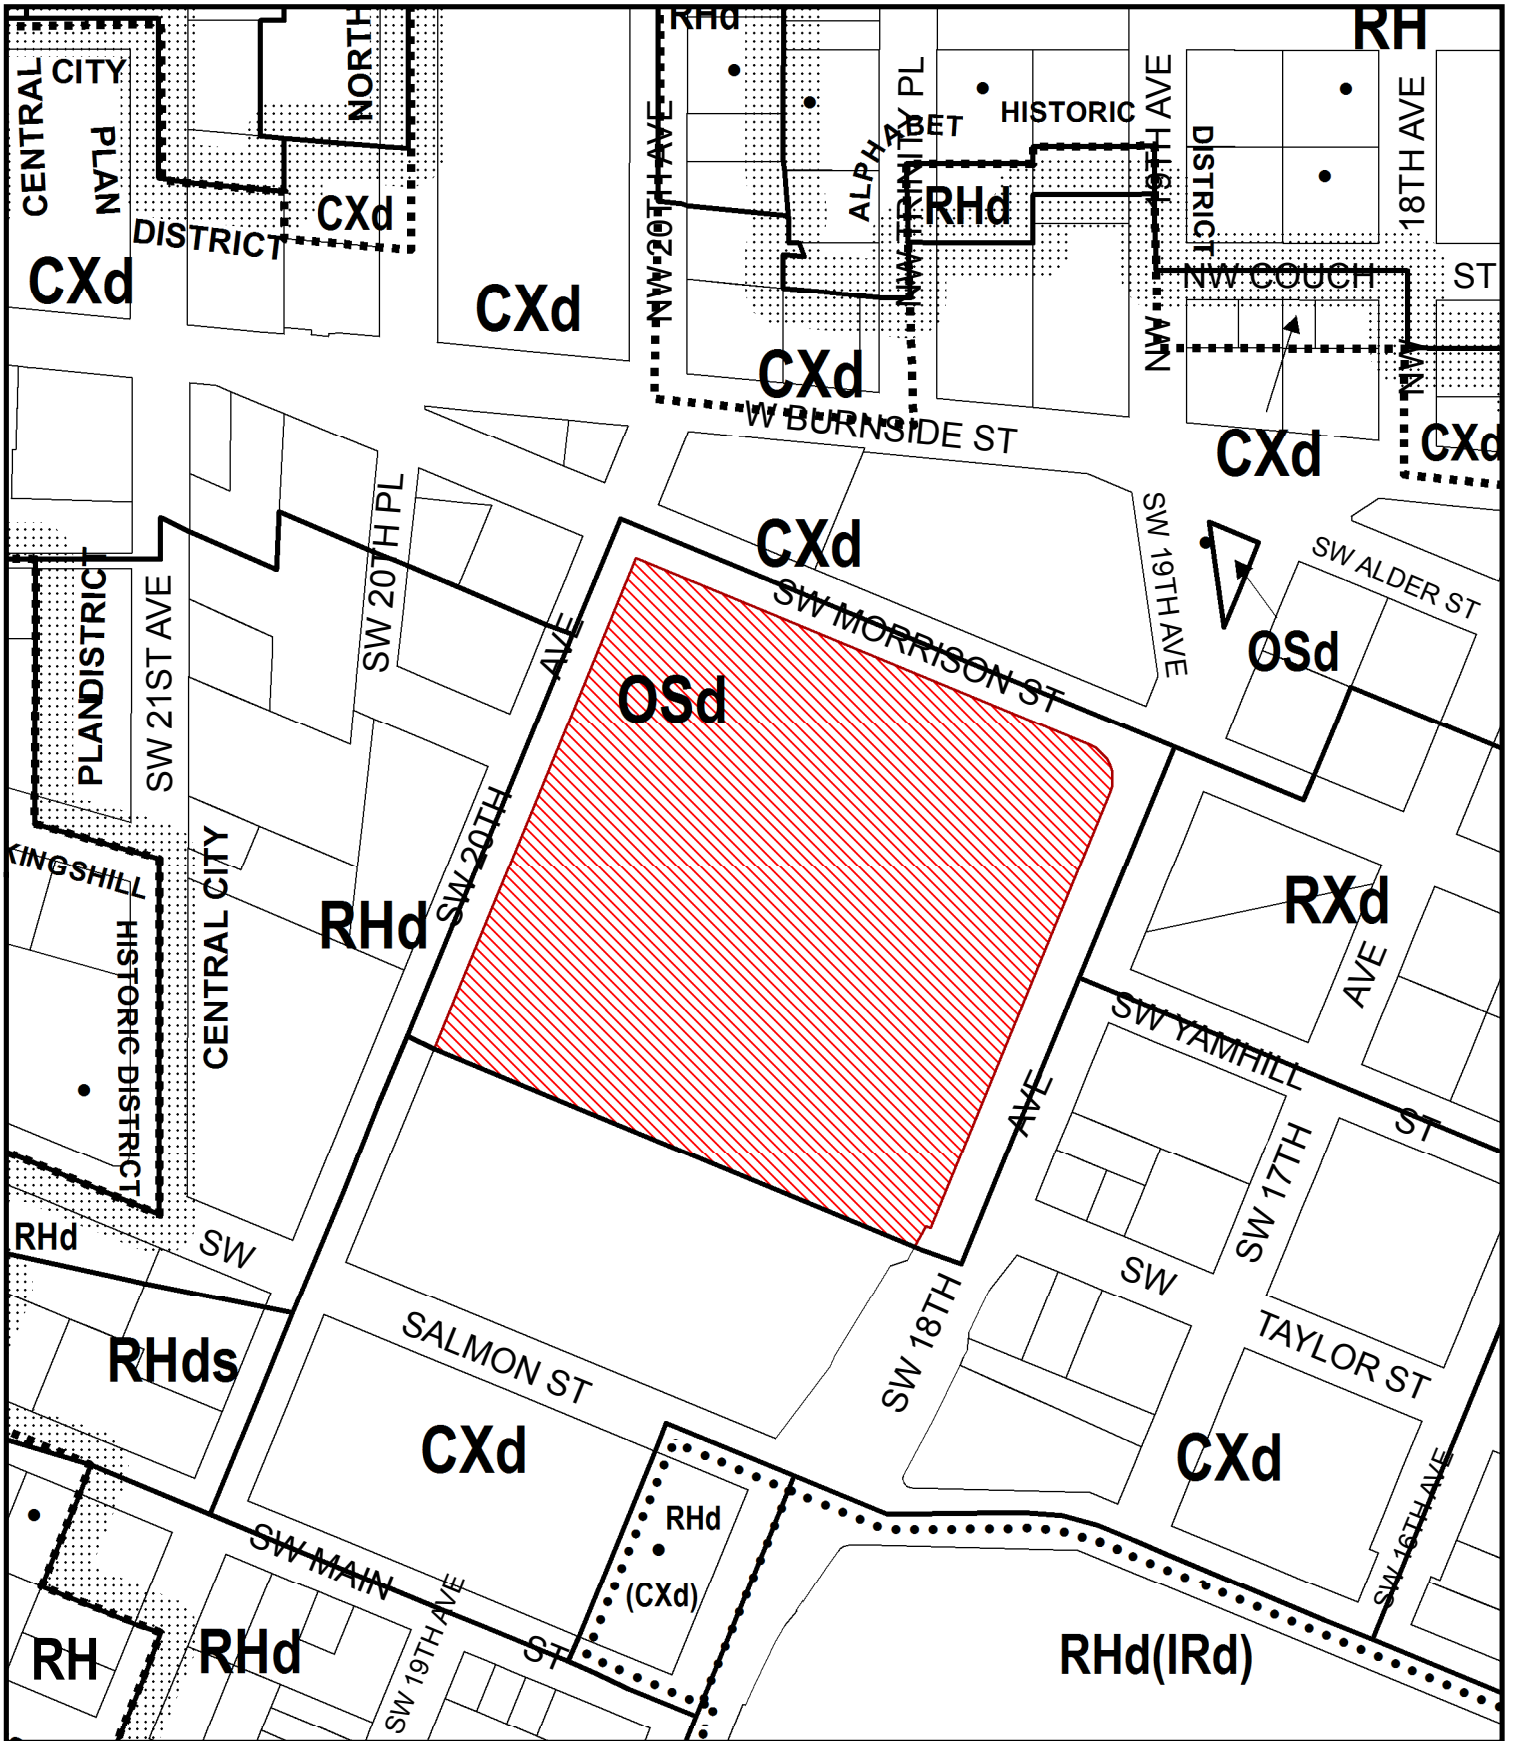 RHd
RH
CENTRAL
CITY
PLAN
DISTRICT
NORTH
CXd
CXd
CXd
NW 20TH AVE
ALPHABET
HISTORIC
DISTRICT
NW TRINITY PL
RHd
19TH AVE
NW
18TH AVE
NW
NW COUCH
ST
CXd
W BURNSIDE ST
CXd
CXd
CXd
SW 19TH AVE
SW ALDER ST
OSd
SW MORRISON ST
OSd
SW 20TH PL
SW 21ST AVE
PLAN
DISTRICT
CENTRAL CITY
KINGSHILL
HISTORIC DISTRICT
SW 20TH
AVE
RHd
RXd
AVE
SW YAMHILL
ST
AVE
SW 18TH
SW 17TH
SW
TAYLOR ST
RHd
SW
SALMON ST
RHds
CXd
CXd
SW 16TH AVE
RHd
(CXd)
SW MAIN
ST
SW 19TH AVE
RH
RHd
RHd(IRd)